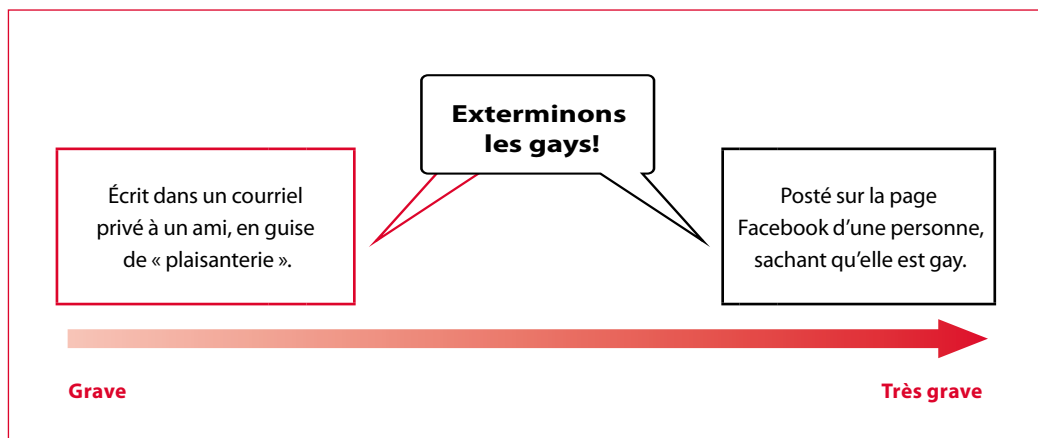 Exterminons
les gays!
Écrit dans un courriel
privé à un ami, en guise
de « plaisanterie ».
Posté sur la page
Facebook d'une personne,
sachant qu'elle est gay.
Grave
Très grave